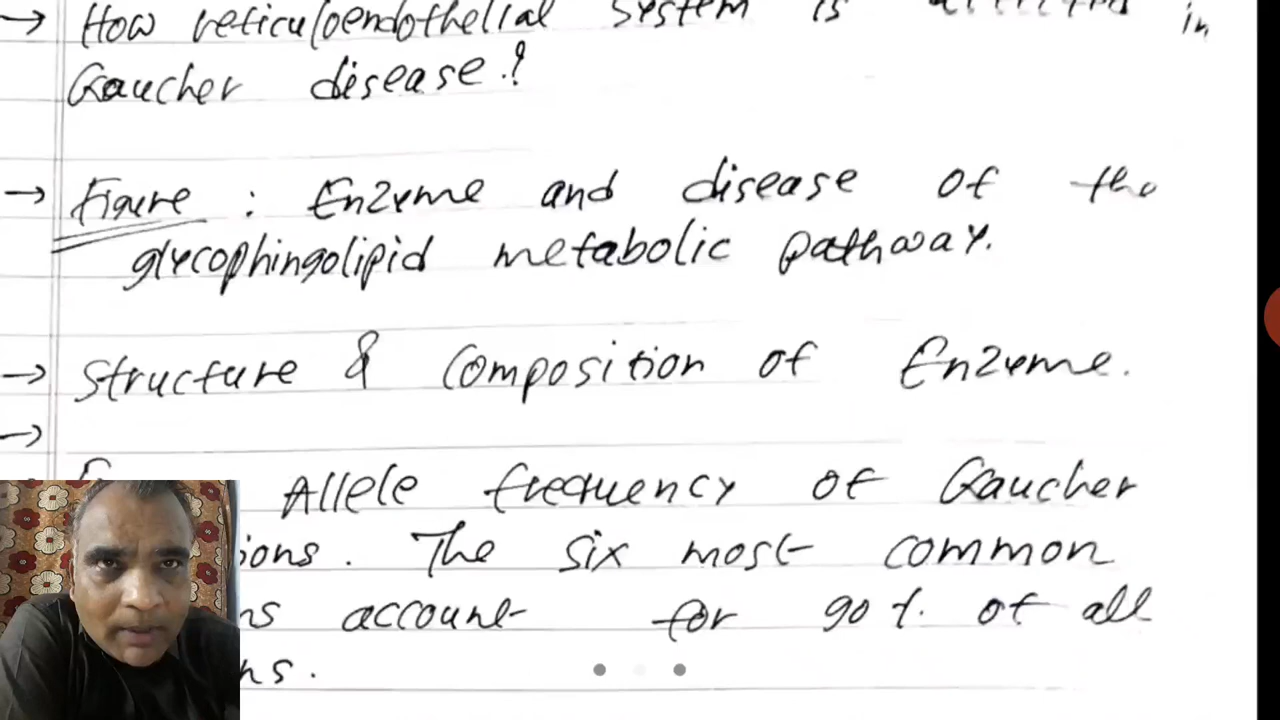 → How reticuloendothelial system is in
Gaucher disease?
→ Figure : Enzyme and disease of the
glycophingolipid metabolic pathway.
→ Structure & Composition of Enzyme.
→
Allele frequency of Gaucher
ions. The six most common
ns account for 90% of all
ns.